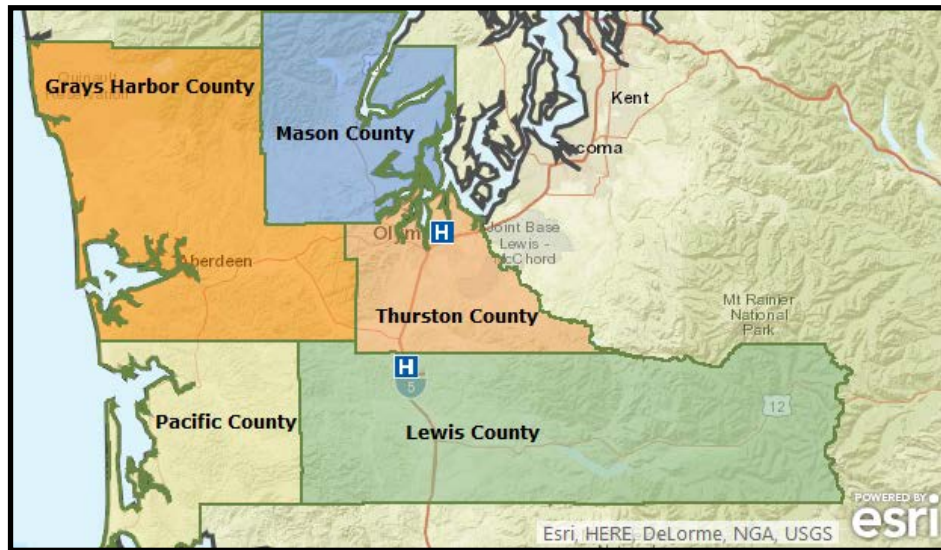 Grays Harbor County
Mason County
Kent
Tacoma
H
Joint Base
Lewis -
McChord
Aberdeen
Mt Rainier
National
Park
Thurston County
H
5
12
Pacific County
Lewis County
POWERED BY
esri
Esri, HERE, DeLorme, NGA, USGS